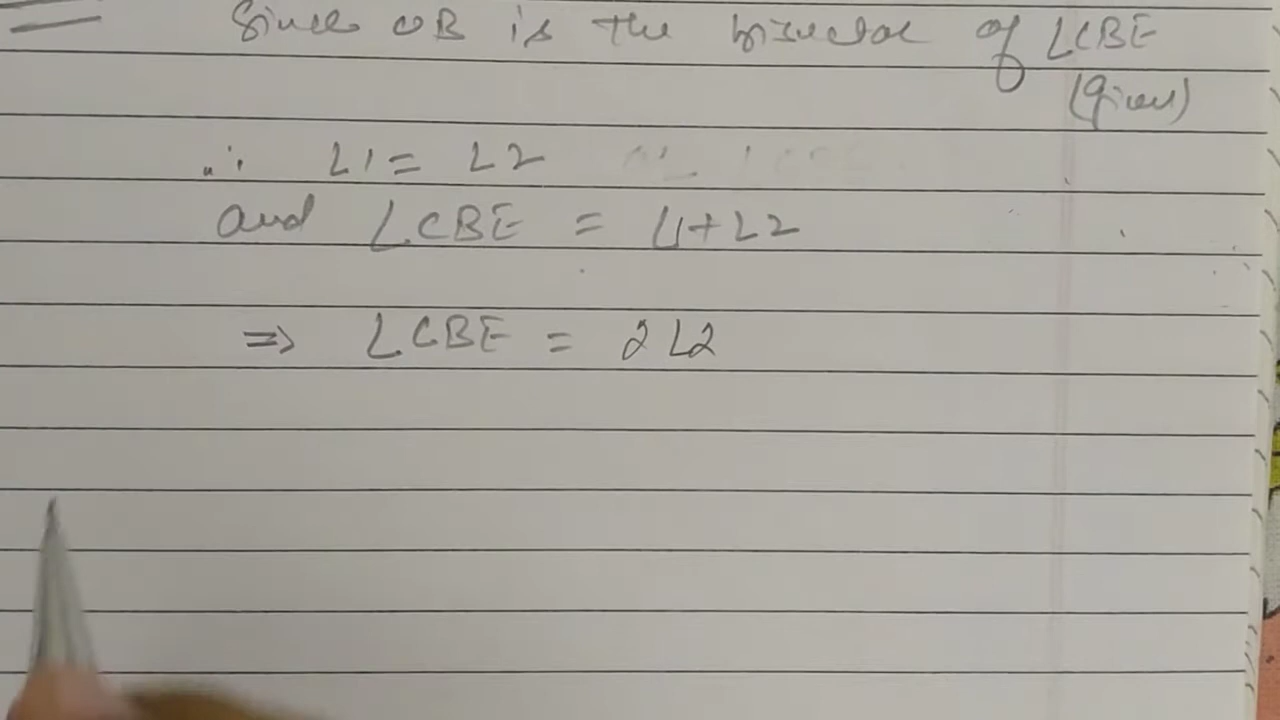 Since OB is the bisector of ∠CBE
(given)
∴ ∠1 = ∠2
and ∠CBE = ∠1+∠2
⇒ ∠CBE = 2∠2